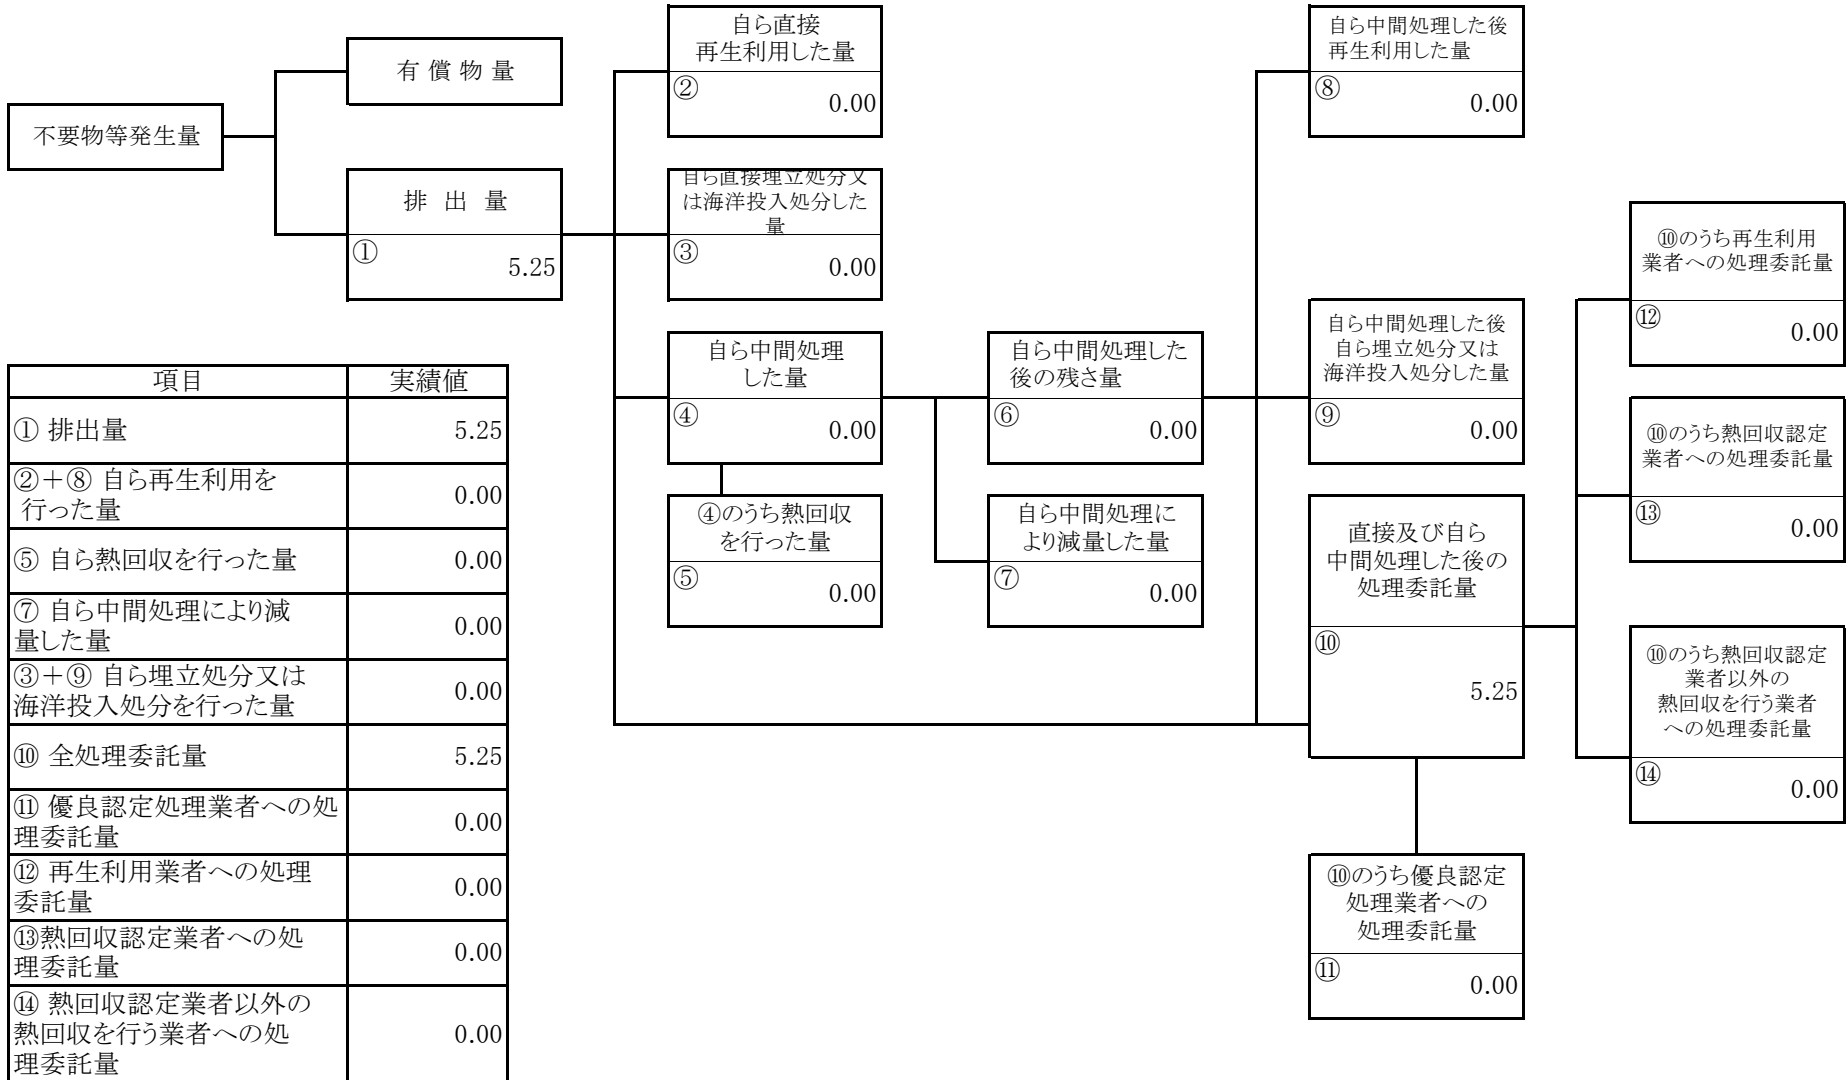 不要物等発生量
有 償 物 量
排 出 量
①
5.25
自ら直接
再生利用した量
②
0.00
自ら直接埋立処分又
は海洋投入処分した
量
③
0.00
自ら中間処理
した量
④
0.00
④のうち熱回収
を行った量
⑤
0.00
自ら中間処理した
後の残さ量
⑥
0.00
自ら中間処理に
より減量した量
⑦
0.00
自ら中間処理した後
再生利用した量
⑧
0.00
自ら中間処理した後
自ら埋立処分又は
海洋投入処分した量
⑨
0.00
直接及び自ら
中間処理した後の
処理委託量
⑩
5.25
⑩のうち優良認定
処理業者への
処理委託量
⑪
0.00
⑩のうち再生利用
業者への処理委託量
⑫
0.00
⑩のうち熱回収認定
業者への処理委託量
⑬
0.00
⑩のうち熱回収認定
業者以外の
熱回収を行う業者
への処理委託量
⑭
0.00
項目 実績値
① 排出量 5.25
②＋⑧ 自ら再生利用を
行った量 0.00
⑤ 自ら熱回収を行った量 0.00
⑦ 自ら中間処理により減
量した量 0.00
③＋⑨ 自ら埋立処分又は
海洋投入処分を行った量 0.00
⑩ 全処理委託量 5.25
⑪ 優良認定処理業者への処
理委託量 0.00
⑫ 再生利用業者への処理
委託量 0.00
⑬熱回収認定業者への処
理委託量 0.00
⑭ 熱回収認定業者以外の
熱回収を行う業者への処
理委託量 0.00